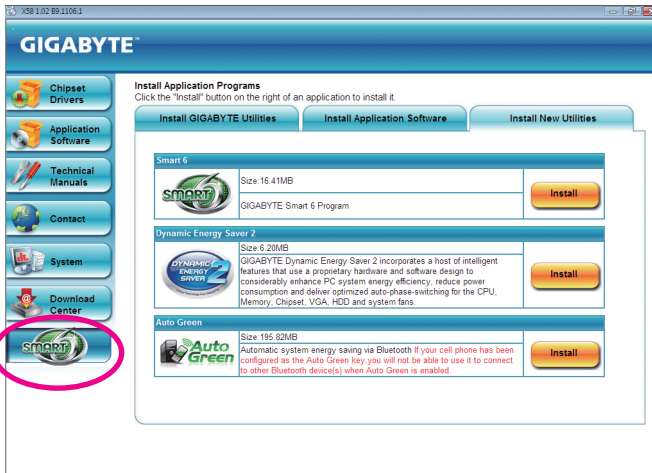 X58 1.02 B9.1106.1
GIGABYTE™
Chipset
Drivers
Application
Software
Technical
Manuals
Contact
System
Download
Center
SMART 6
Install Application Programs
Click the "Install" button on the right of an application to install it.
Install GIGABYTE Utilities
Install Application Software
Install New Utilities
Smart 6
SMART 6
Size:16.41MB
GIGABYTE Smart 6 Program
Install
Dynamic Energy Saver 2
DYNAMIC
ENERGY
SAVER 2
Size:6.20MB
GIGABYTE Dynamic Energy Saver 2 incorporates a host of intelligent
features that use a proprietary hardware and software design to
considerably enhance PC system energy efficiency, reduce power
consumption and deliver optimized auto-phase-switching for the CPU,
Memory, Chipset, VGA, HDD and system fans.
Install
Auto Green
Auto
Green
Size:195.82MB
Automatic system energy saving via Bluetooth If your cell phone has been
configured as the Auto Green key,you will not be able to use it to connect
to other Bluetooth device(s) when Auto Green is enabled.
Install